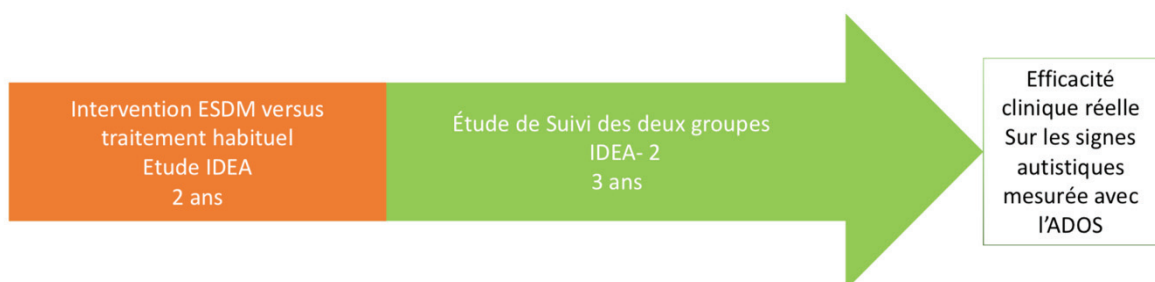 Intervention ESDM versus
traitement habituel
Etude IDEA
2 ans
Étude de Suivi des deux groupes
IDEA- 2
3 ans
Efficacité
clinique réelle
Sur les signes
autistiques
mesurée avec
l’ADOS